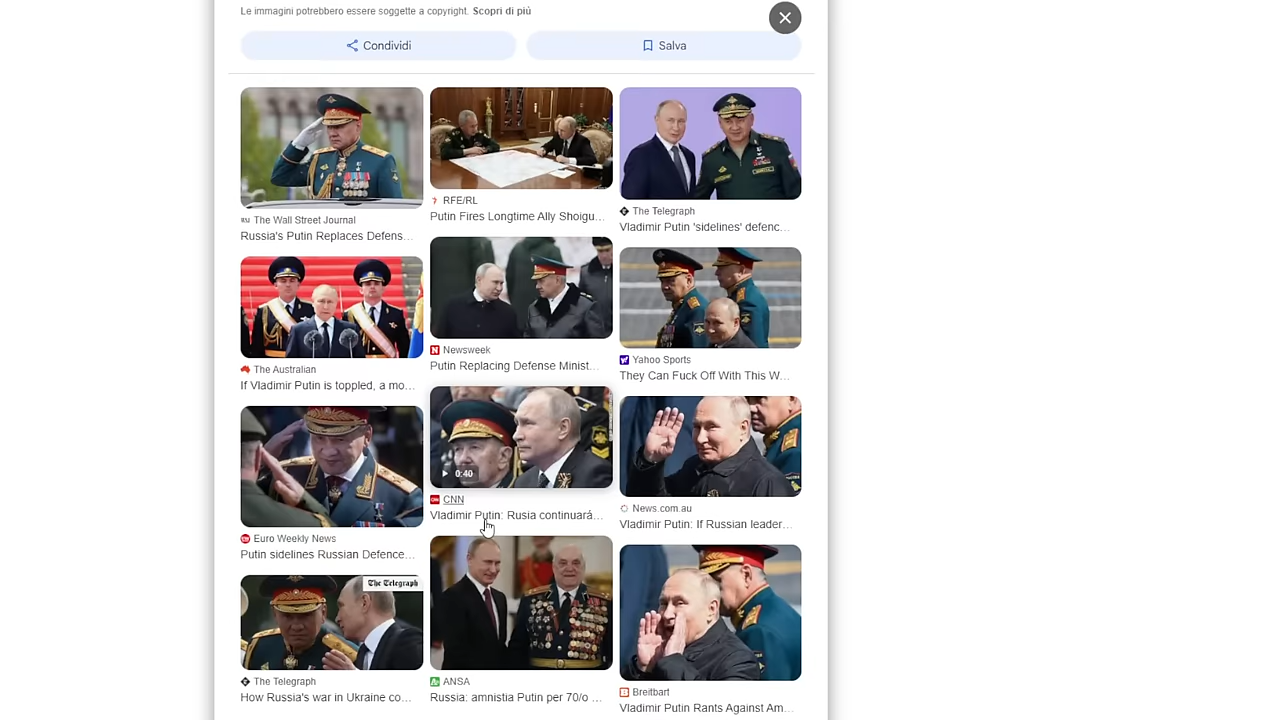 Le immagini potrebbero essere soggette a copyright. Scopri di più
Condividi
Salva
The Wall Street Journal
Russia's Putin Replaces Defens...
RFE/RL
Putin Fires Longtime Ally Shoigu...
The Telegraph
Vladimir Putin 'sidelines' defenc...
The Australian
If Vladimir Putin is toppled, a mo...
Newsweek
Putin Replacing Defense Minist...
Yahoo Sports
They Can Fuck Off With This W...
0:40
CNN
Vladimir Putin: Rusia continuará...
News.com.au
Vladimir Putin: If Russian leader...
Euro Weekly News
Putin sidelines Russian Defence...
The Telegraph
The Telegraph
How Russia's war in Ukraine co...
ANSA
Russia: amnistia Putin per 70/o ...
Breitbart
Vladimir Putin Rants Against Am...